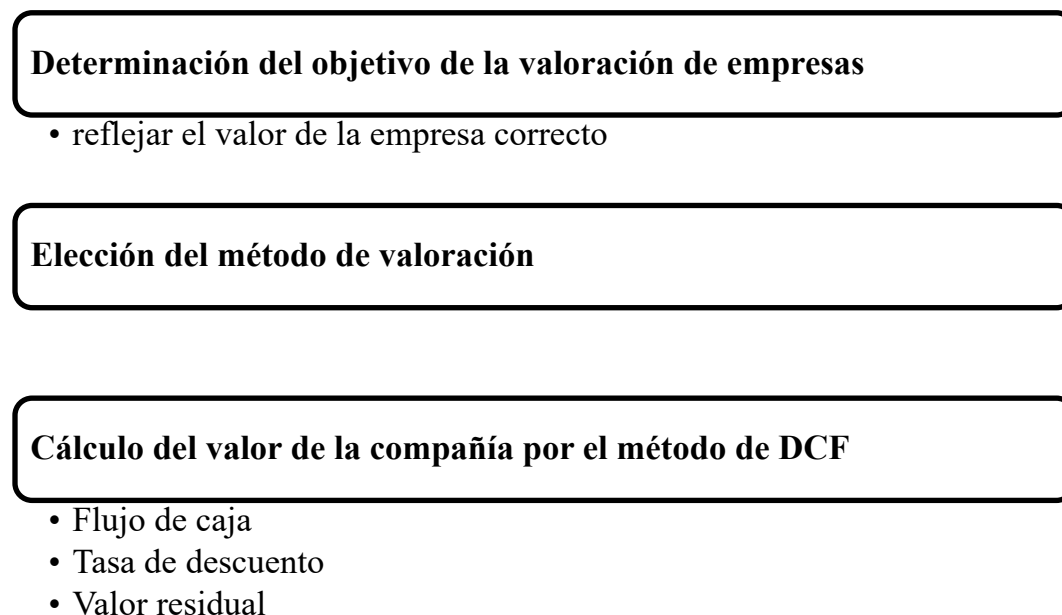 Determinación del objetivo de la valoración de empresas
• reflejar el valor de la empresa correcto
Elección del método de valoración
Cálculo del valor de la compañía por el método de DCF
• Flujo de caja
• Tasa de descuento
• Valor residual